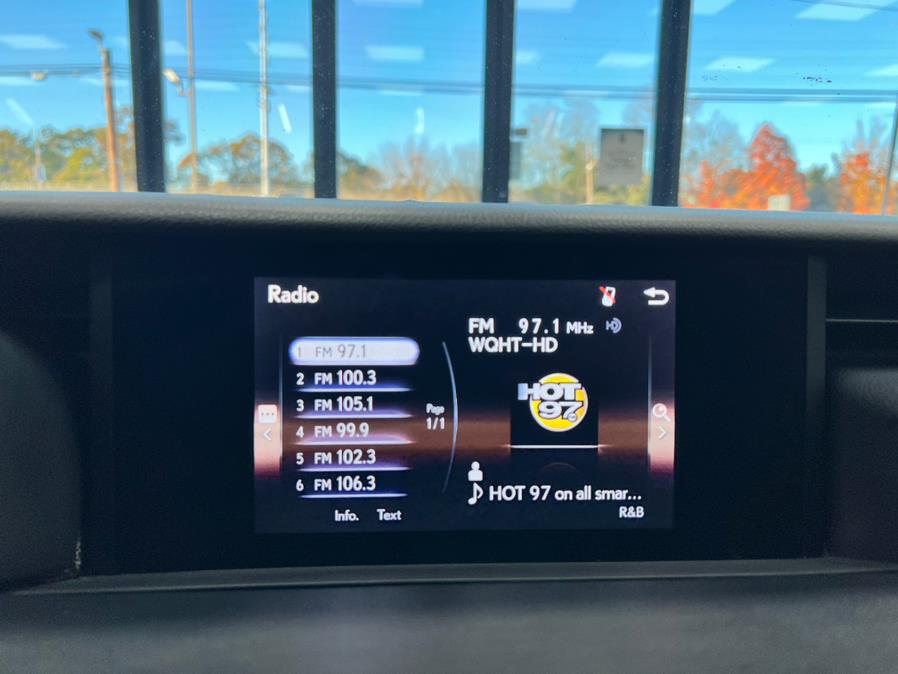 Radio
FM 97.1 MHz
WQHT-HD
1 FM 97.1
2 FM 100.3
3 FM 105.1
4 FM 99.9
5 FM 102.3
6 FM 106.3
Page
1/1
HOT
97
HOT 97 on all smar...
R&B
Info. Text